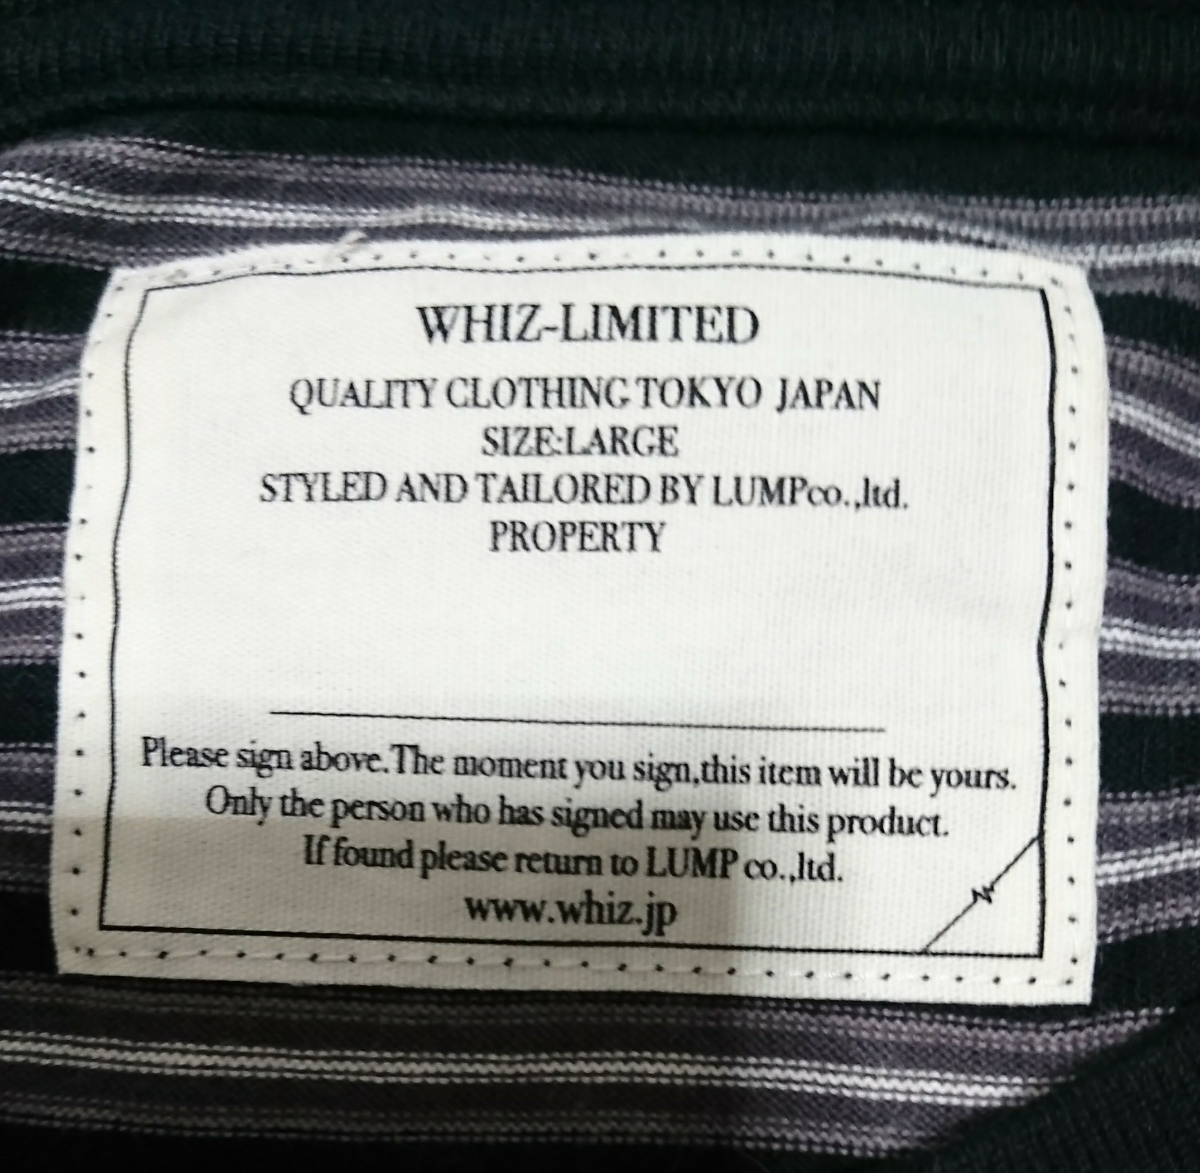 WHIZ-LIMITED
QUALITY CLOTHING TOKYO JAPAN
SIZE:LARGE
STYLED AND TAILORED BY LUMPco.,ltd.
PROPERTY
Please sign above.The moment you sign,this item will be yours.
Only the person who has signed may use this product.
If found please return to LUMP co.,ltd.
www.whiz.jp